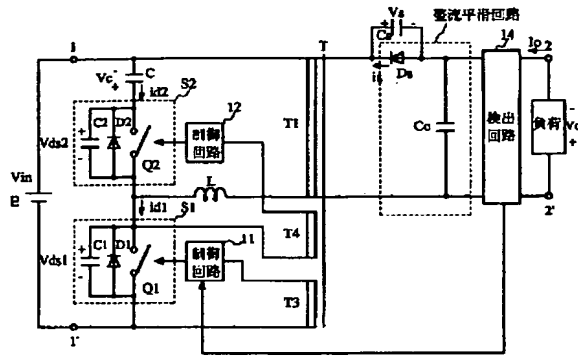 整流平滑回路
Vs
+ Cs -
14
1
T
Io
2
is
Ds
Vc
-
+
C
id2
S2
検出
回路
負荷
-
Vo
+
12
制御
回路
T1
Co
+
Vds2
-
C2
D2
Q2
Vin
E
L
2'
id1
S1
T4
11
+
Vds1
-
C1
D1
Q1
制御
回路
T3
1'